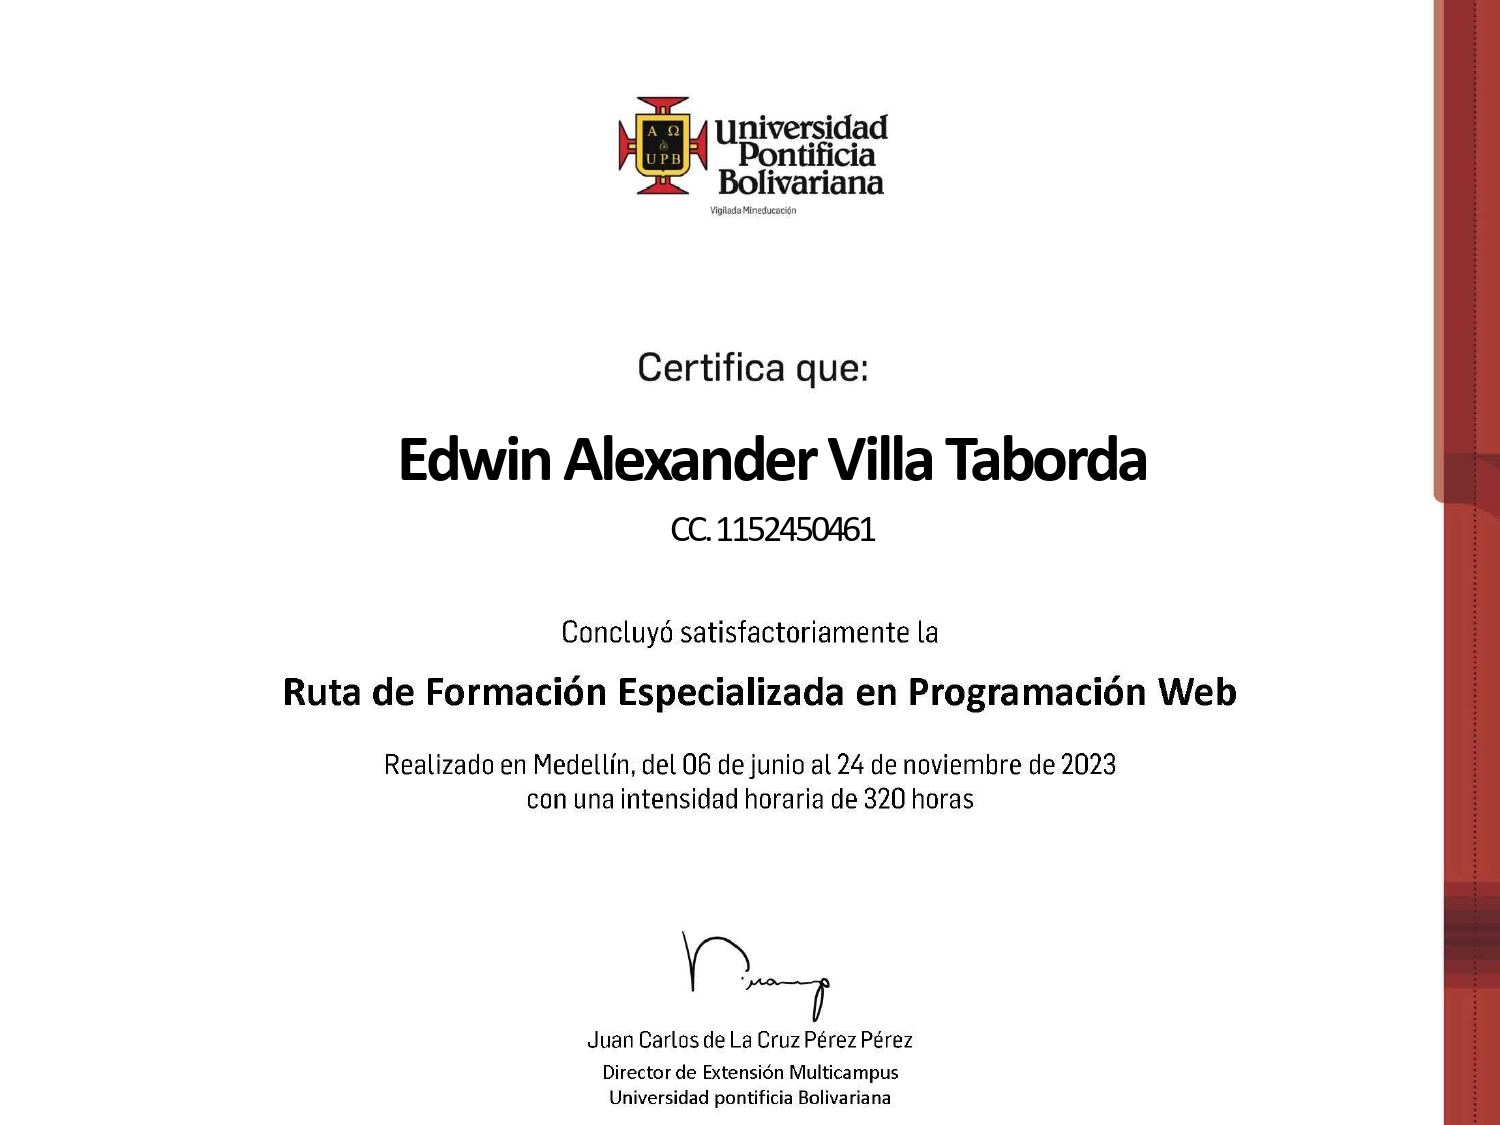 Α Ω
UPB
Universidad
Pontificia
Bolivariana
Vigilada Mineducación
Certifica que:
Edwin Alexander Villa Taborda
CC. 1152450461
Concluyó satisfactoriamente la
Ruta de Formación Especializada en Programación Web
Realizado en Medellín, del 06 de junio al 24 de noviembre de 2023
con una intensidad horaria de 320 horas
Juan Carlos de La Cruz Pérez Pérez
Director de Extensión Multicampus
Universidad pontificia Bolivariana